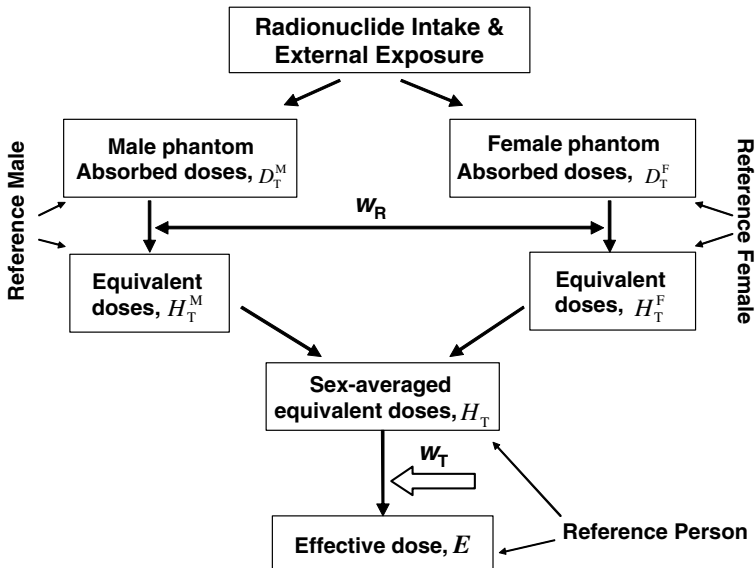 Radionuclide Intake &
External Exposure
Male phantom
Absorbed doses, D_T^M
Female phantom
Absorbed doses, D_T^F
Reference Male
Reference Female
w_R
Equivalent
doses, H_T^M
Equivalent
doses, H_T^F
Sex-averaged
equivalent doses, H_T
w_T
Reference Person
Effective dose, E